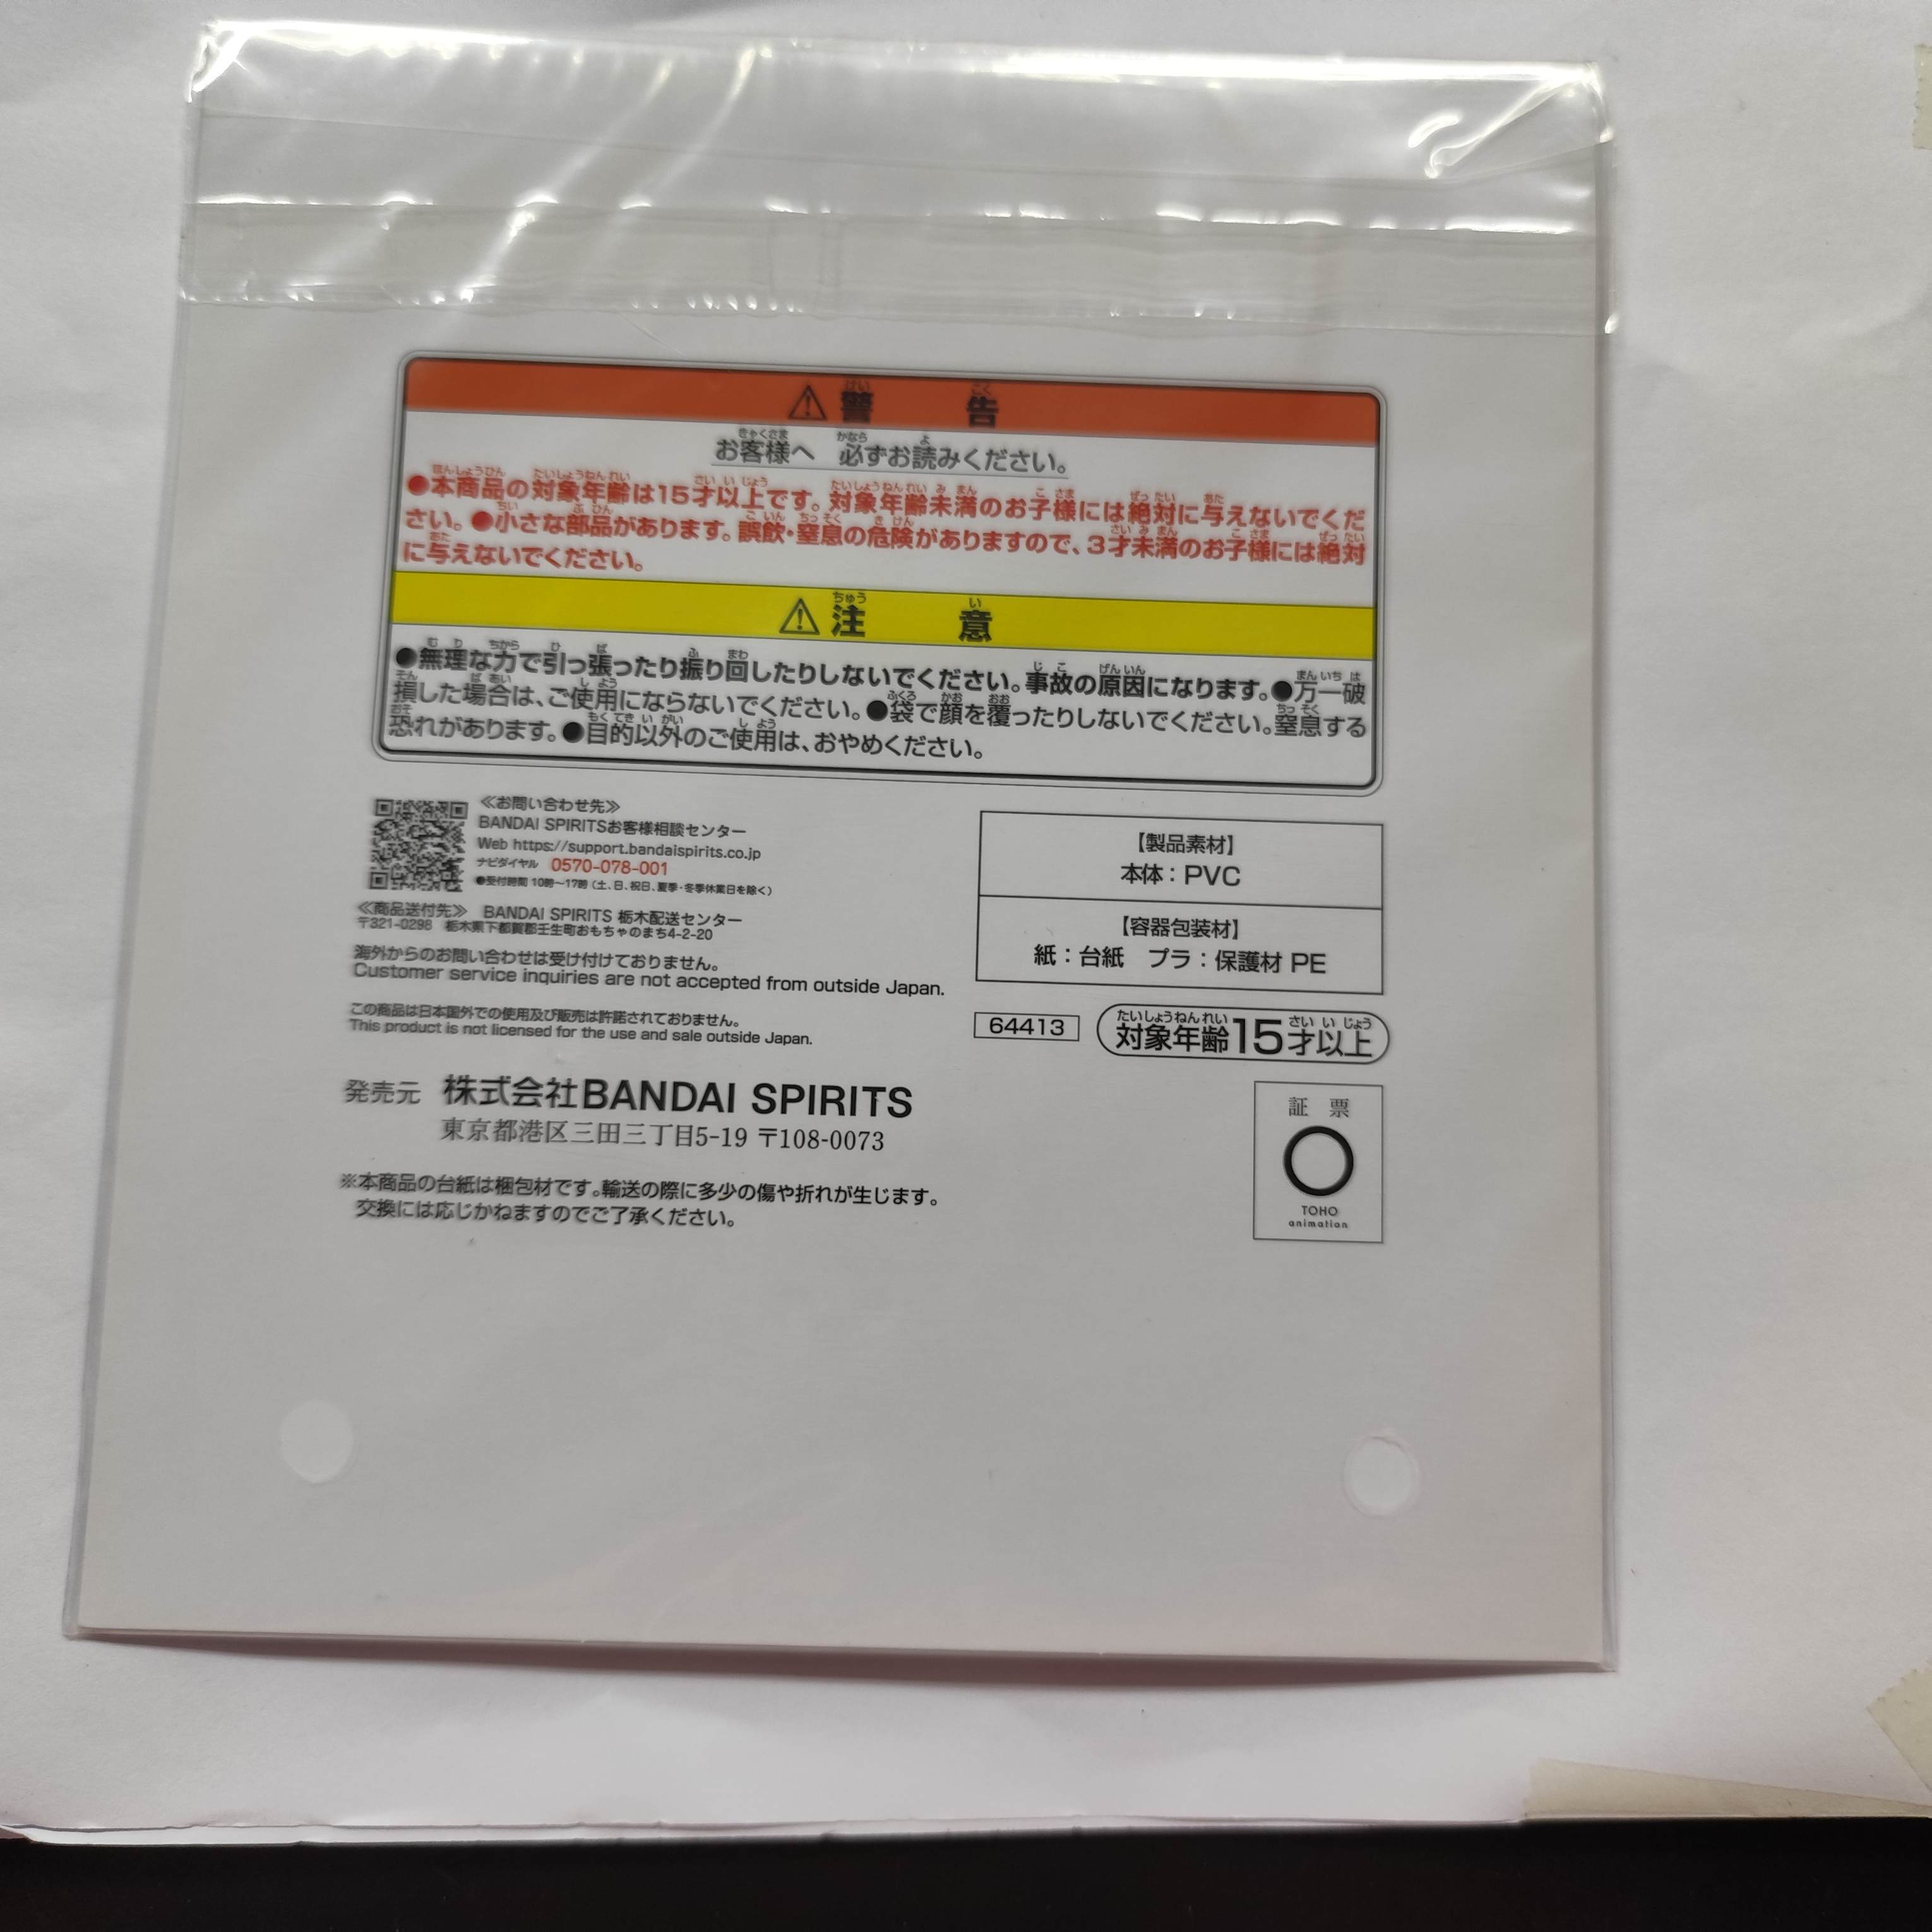 ⚠警告
お客様へ 必ずお読みください。
●本商品の対象年齢は15才以上です。対象年齢未満のお子様には絶対に与えないでくだ
さい。●小さな部品があります。誤飲・窒息の危険がありますので、3才未満のお子様には絶対
に与えないでください。
⚠注意
●無理な力で引っ張ったり振り回したりしないでください。事故の原因になります。●万一破
損した場合は、ご使用にならないでください。●袋で顔を覆ったりしないでください。窒息する
恐れがあります。●目的以外のご使用は、おやめください。
≪お問い合わせ先≫
BANDAI SPIRITSお客様相談センター
Web https://support.bandaispirits.co.jp
ナビダイヤル 0570-078-001
●受付時間 10時〜17時（土、日、祝日、夏季・冬季休業日を除く）
≪商品送付先≫ BANDAI SPIRITS 栃木配送センター
〒321-0298 栃木県下都賀郡壬生町おもちゃのまち4-2-20
海外からのお問い合わせは受け付けておりません。
Customer service inquiries are not accepted from outside Japan.
この商品は日本国外での使用及び販売は許諾されておりません。
This product is not licensed for the use and sale outside Japan.
【製品素材】
本体：PVC
【容器包装材】
紙：台紙 プラ：保護材 PE
64413
対象年齢15才以上
発売元 株式会社BANDAI SPIRITS
東京都港区三田三丁目5-19 〒108-0073
※本商品の台紙は梱包材です。輸送の際に多少の傷や折れが生じます。
交換には応じかねますのでご了承ください。
証票
TOHO
animation